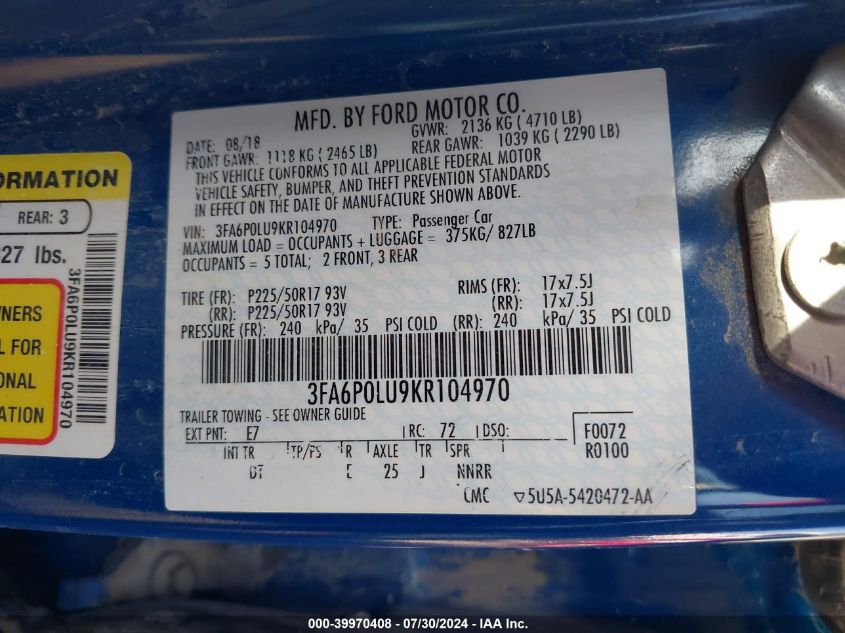 MFD. BY FORD MOTOR CO.
DATE: 08/18 GVWR: 2136 KG ( 4710 LB)
FRONT GAWR: 1118 KG ( 2465 LB) REAR GAWR: 1039 KG ( 2290 LB)
THIS VEHICLE CONFORMS TO ALL APPLICABLE FEDERAL MOTOR
VEHICLE SAFETY, BUMPER, AND THEFT PREVENTION STANDARDS
IN EFFECT ON THE DATE OF MANUFACTURE SHOWN ABOVE.
VIN: 3FA6P0LU9KR104970 TYPE: Passenger Car
MAXIMUM LOAD = OCCUPANTS + LUGGAGE = 375KG/ 827LB
OCCUPANTS = 5 TOTAL; 2 FRONT, 3 REAR
TIRE (FR): P225/50R17 93V RIMS (FR): 17x7.5J
(RR): P225/50R17 93V (RR): 17x7.5J
PRESSURE (FR): 240 kPa/ 35 PSI COLD (RR): 240 kPa/ 35 PSI COLD
3FA6P0LU9KR104970
TRAILER TOWING - SEE OWNER GUIDE
EXT PNT: E7 RC: 72 DSO: F0072
INT TR TP/PS R AXLE TR SPR R0100
25 J NNRR
CMC 5U5A-5420472-AA
ORMATION
REAR: 3
27 lbs.
WNERS
L FOR
ONAL
ATION
3FA6P0LU9KR104970
000-39970408 - 07/30/2024 - IAA Inc.